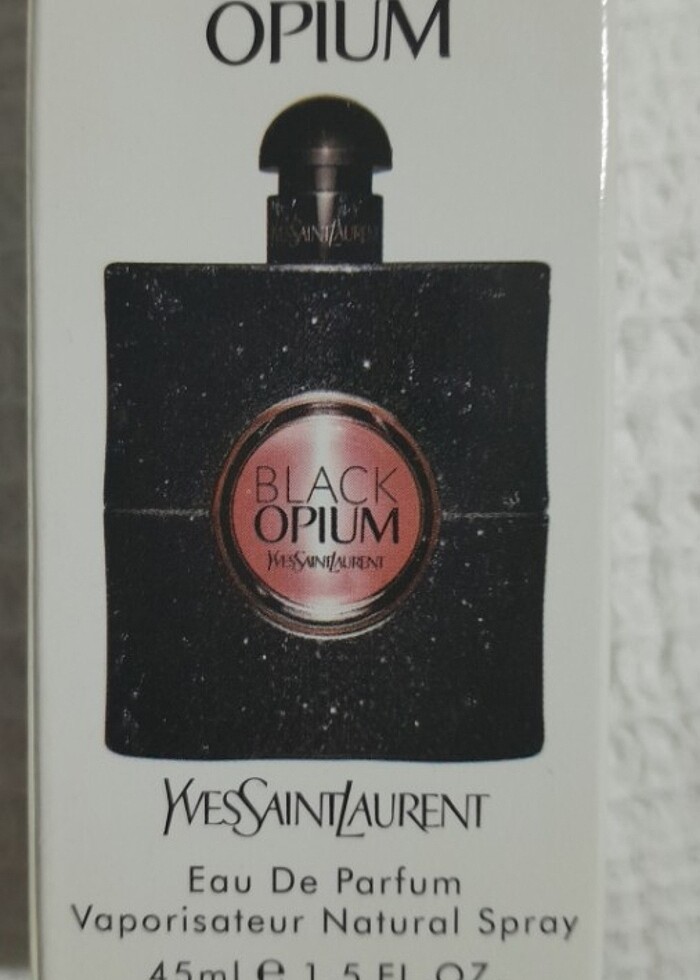 OPIUM
YVESSAINTLAURENT
BLACK
OPIUM
YVESSAINTLAURENT
YVESSAINTLAURENT
Eau De Parfum
Vaporisateur Natural Spray
45ml e 1.5 FL OZ